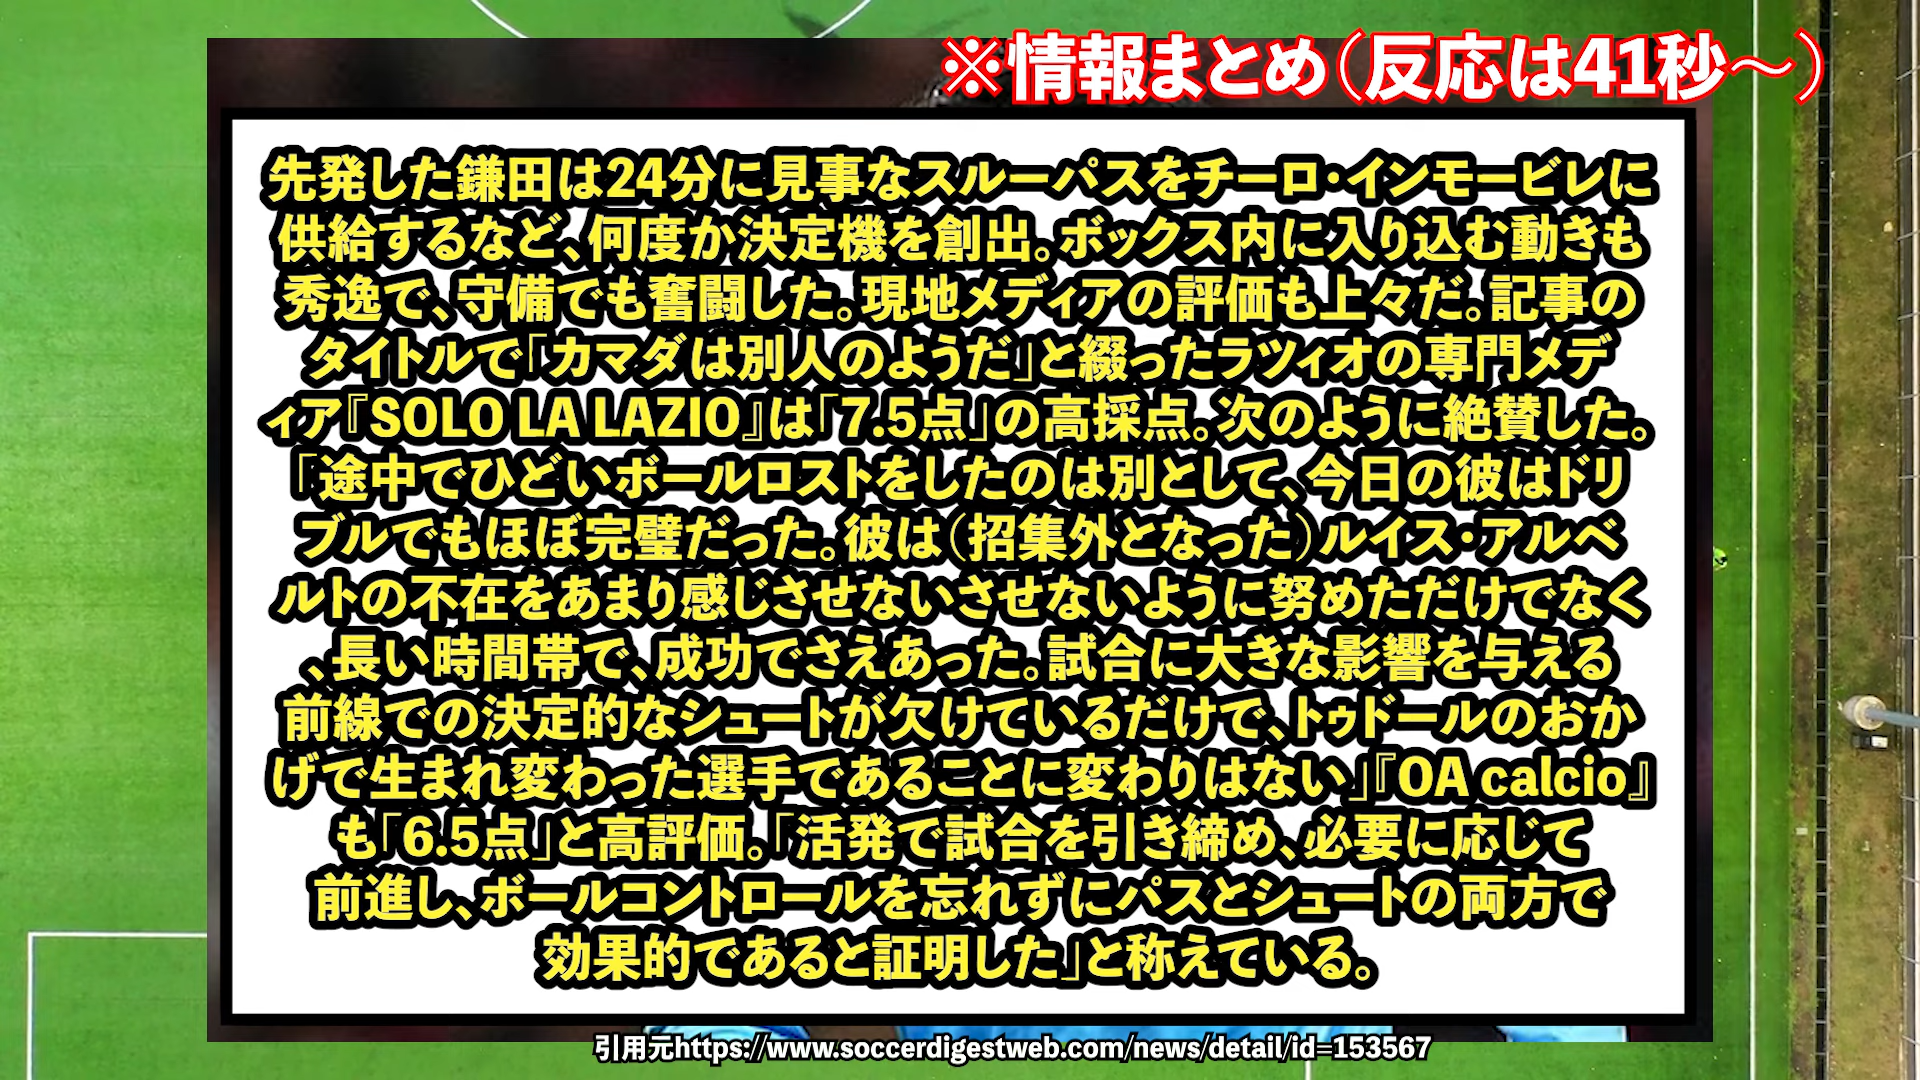 ※情報まとめ（反応は41秒～）
先発した鎌田は24分に見事なスルーパスをチーロ・インモービレに
供給するなど、何度か決定機を創出。ボックス内に入り込む動きも
秀逸で、守備でも奮闘した。現地メディアの評価も上々だ。記事の
タイトルで「カマダは別人のようだ」と綴ったラツィオの専門メデ
ィア『SOLO LA LAZIO』は「7.5点」の高採点。次のように絶賛した。
「途中でひどいボールロストをしたのは別として、今日の彼はドリ
ブルでもほぼ完璧だった。彼は（招集外となった）ルイス・アルベ
ルトの不在をあまり感じさせないさせないように努めただけでなく
、長い時間帯で、成功でさえあった。試合に大きな影響を与える
前線での決定的なシュートが欠けているだけで、トゥドールのおか
げで生まれ変わった選手であることに変わりはない」『OA calcio』
も「6.5点」と高評価。「活発で試合を引き締め、必要に応じて
前進し、ボールコントロールを忘れずにパスとシュートの両方で
効果的であると証明した」と称えている。
引用元https://www.soccerdigestweb.com/news/detail/id=153567